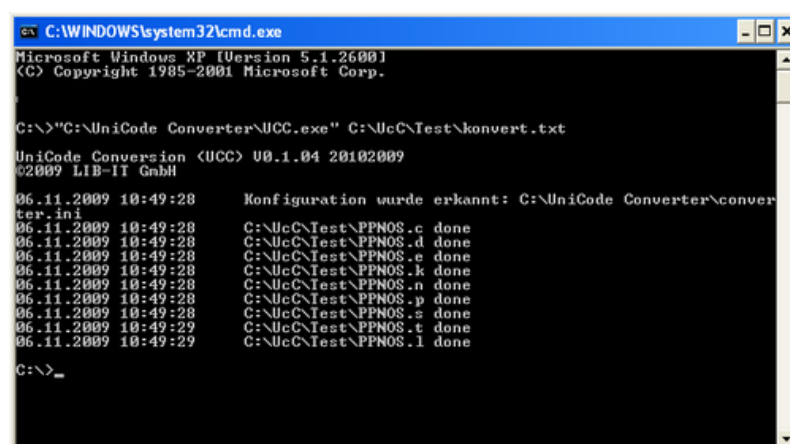 C:\WINDOWS\system32\cmd.exe
Microsoft Windows XP [Version 5.1.2600]
(C) Copyright 1985-2001 Microsoft Corp.
C:\>"C:\UniCode Converter\UCC.exe" C:\UcC\Test\konvert.txt
UniCode Conversion (UCC) V0.1.04 20102009
©2009 LIB-IT GmbH
06.11.2009 10:49:28 Konfiguration wurde erkannt: C:\UniCode Converter\conver
ter.ini
06.11.2009 10:49:28 C:\UcC\Test\PPNOS.c done
06.11.2009 10:49:28 C:\UcC\Test\PPNOS.d done
06.11.2009 10:49:28 C:\UcC\Test\PPNOS.e done
06.11.2009 10:49:28 C:\UcC\Test\PPNOS.k done
06.11.2009 10:49:28 C:\UcC\Test\PPNOS.n done
06.11.2009 10:49:28 C:\UcC\Test\PPNOS.p done
06.11.2009 10:49:28 C:\UcC\Test\PPNOS.s done
06.11.2009 10:49:29 C:\UcC\Test\PPNOS.t done
06.11.2009 10:49:29 C:\UcC\Test\PPNOS.l done
C:\>_